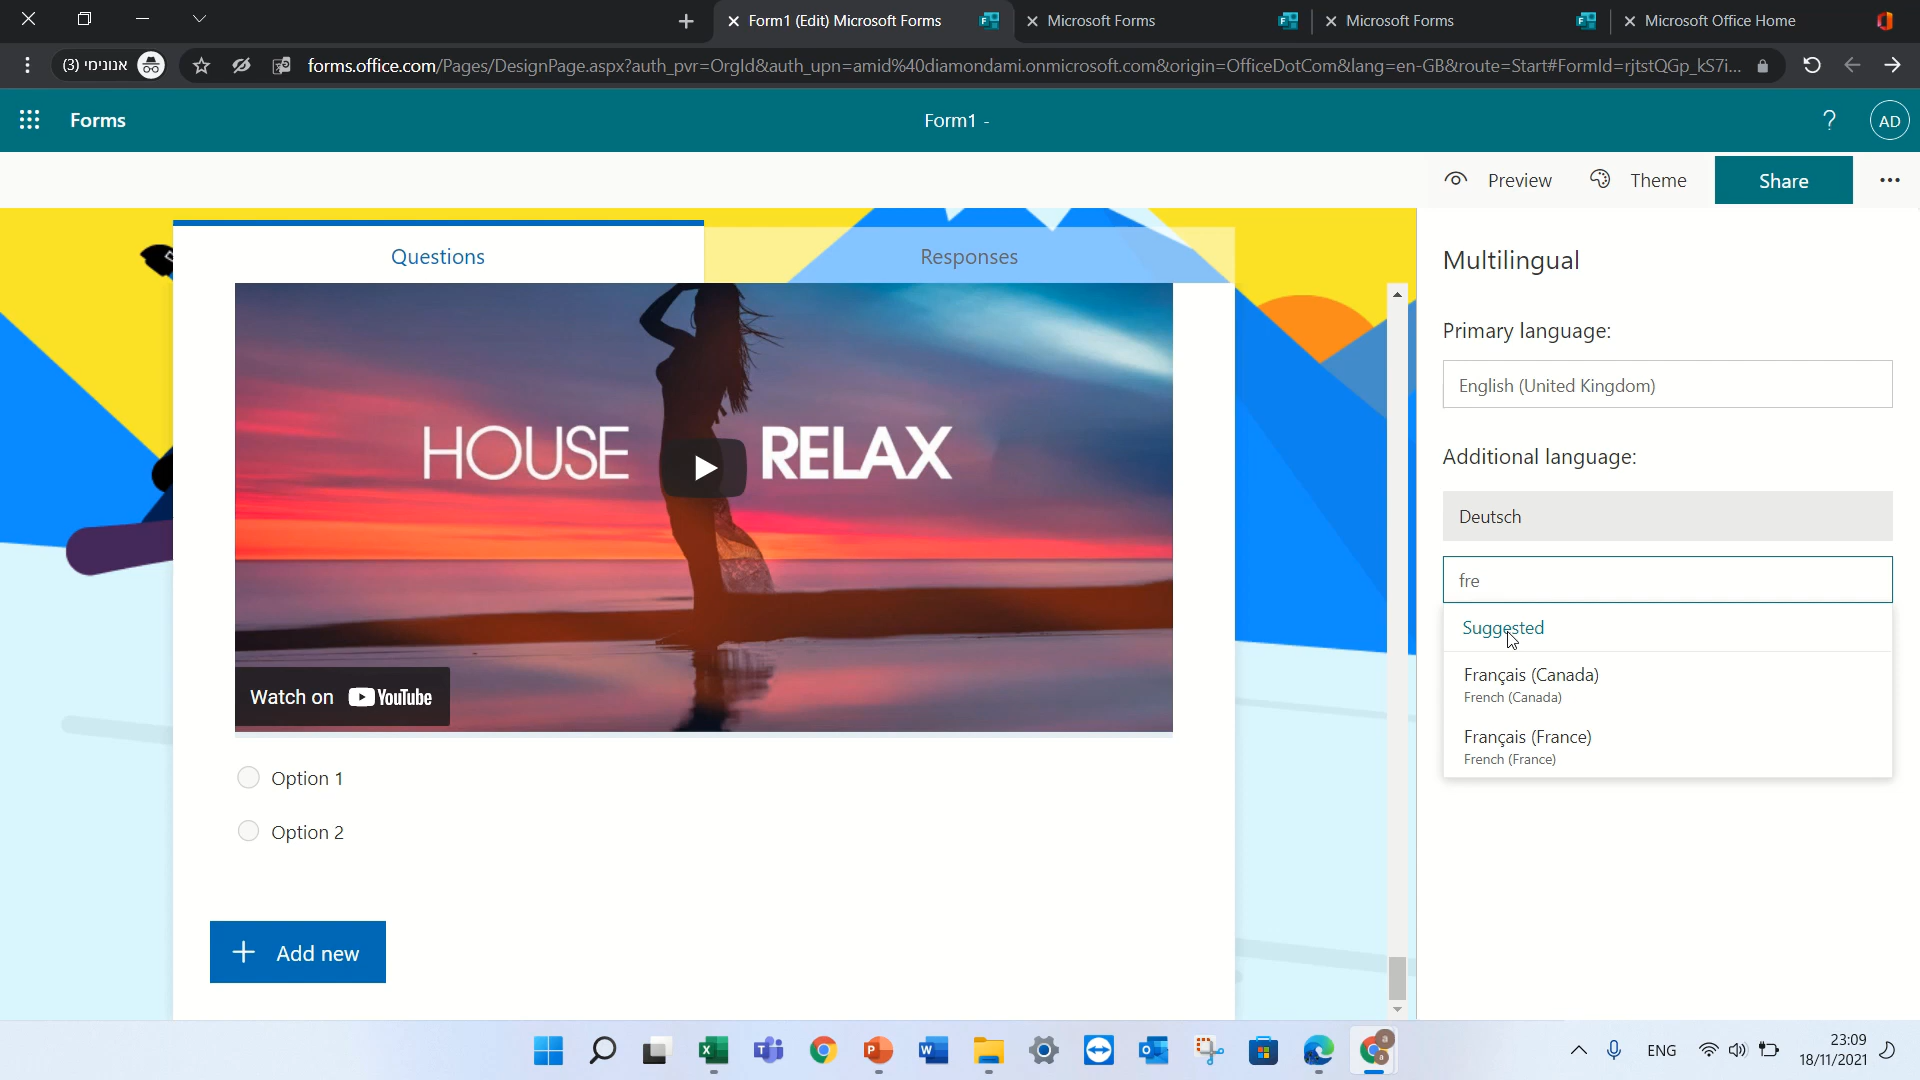 Form1 (Edit) Microsoft Forms
Microsoft Forms
Microsoft Forms
Microsoft Office Home
אנונימי (3)
forms.office.com/Pages/DesignPage.aspx?auth_pvr=OrgId&auth_upn=amid%40diamondami.onmicrosoft.com&origin=OfficeDotCom&lang=en-GB&route=Start#FormId=rjtstQGp_kS7i...
Forms
Form1 -
?
AD
Preview
Theme
Share
Questions
Responses
HOUSE RELAX
Watch on YouTube
Option 1
Option 2
Add new
Multilingual
Primary language:
English (United Kingdom)
Additional language:
Deutsch
fre
Suggested
Français (Canada)
French (Canada)
Français (France)
French (France)
ENG
23:09
18/11/2021